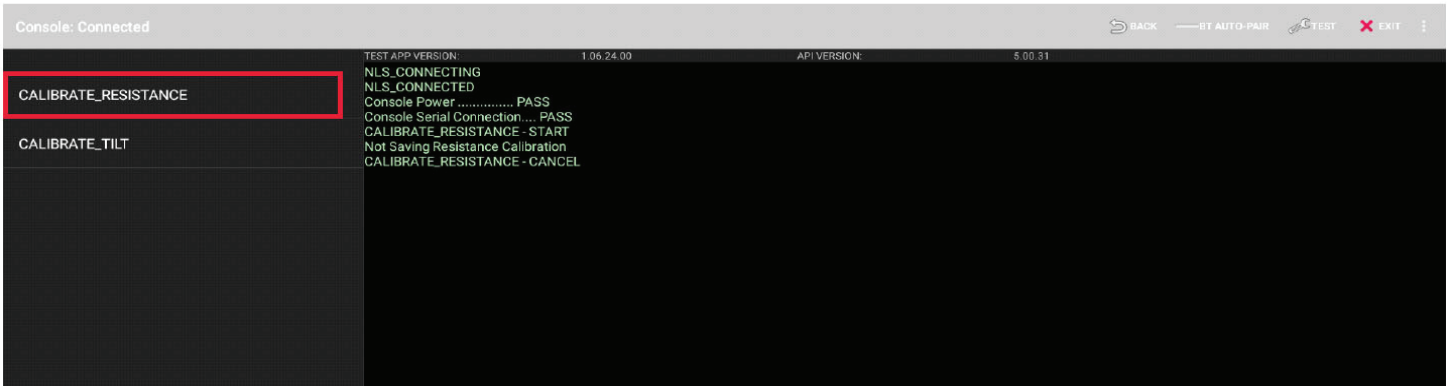 Console: Connected
BACK
BT AUTO-PAIR
TEST
EXIT
CALIBRATE_RESISTANCE
CALIBRATE_TILT
TEST APP VERSION: 1.06.24.00 API VERSION: 5.00.31
NLS_CONNECTING
NLS_CONNECTED
Console Power ............... PASS
Console Serial Connection.... PASS
CALIBRATE_RESISTANCE - START
Not Saving Resistance Calibration
CALIBRATE_RESISTANCE - CANCEL